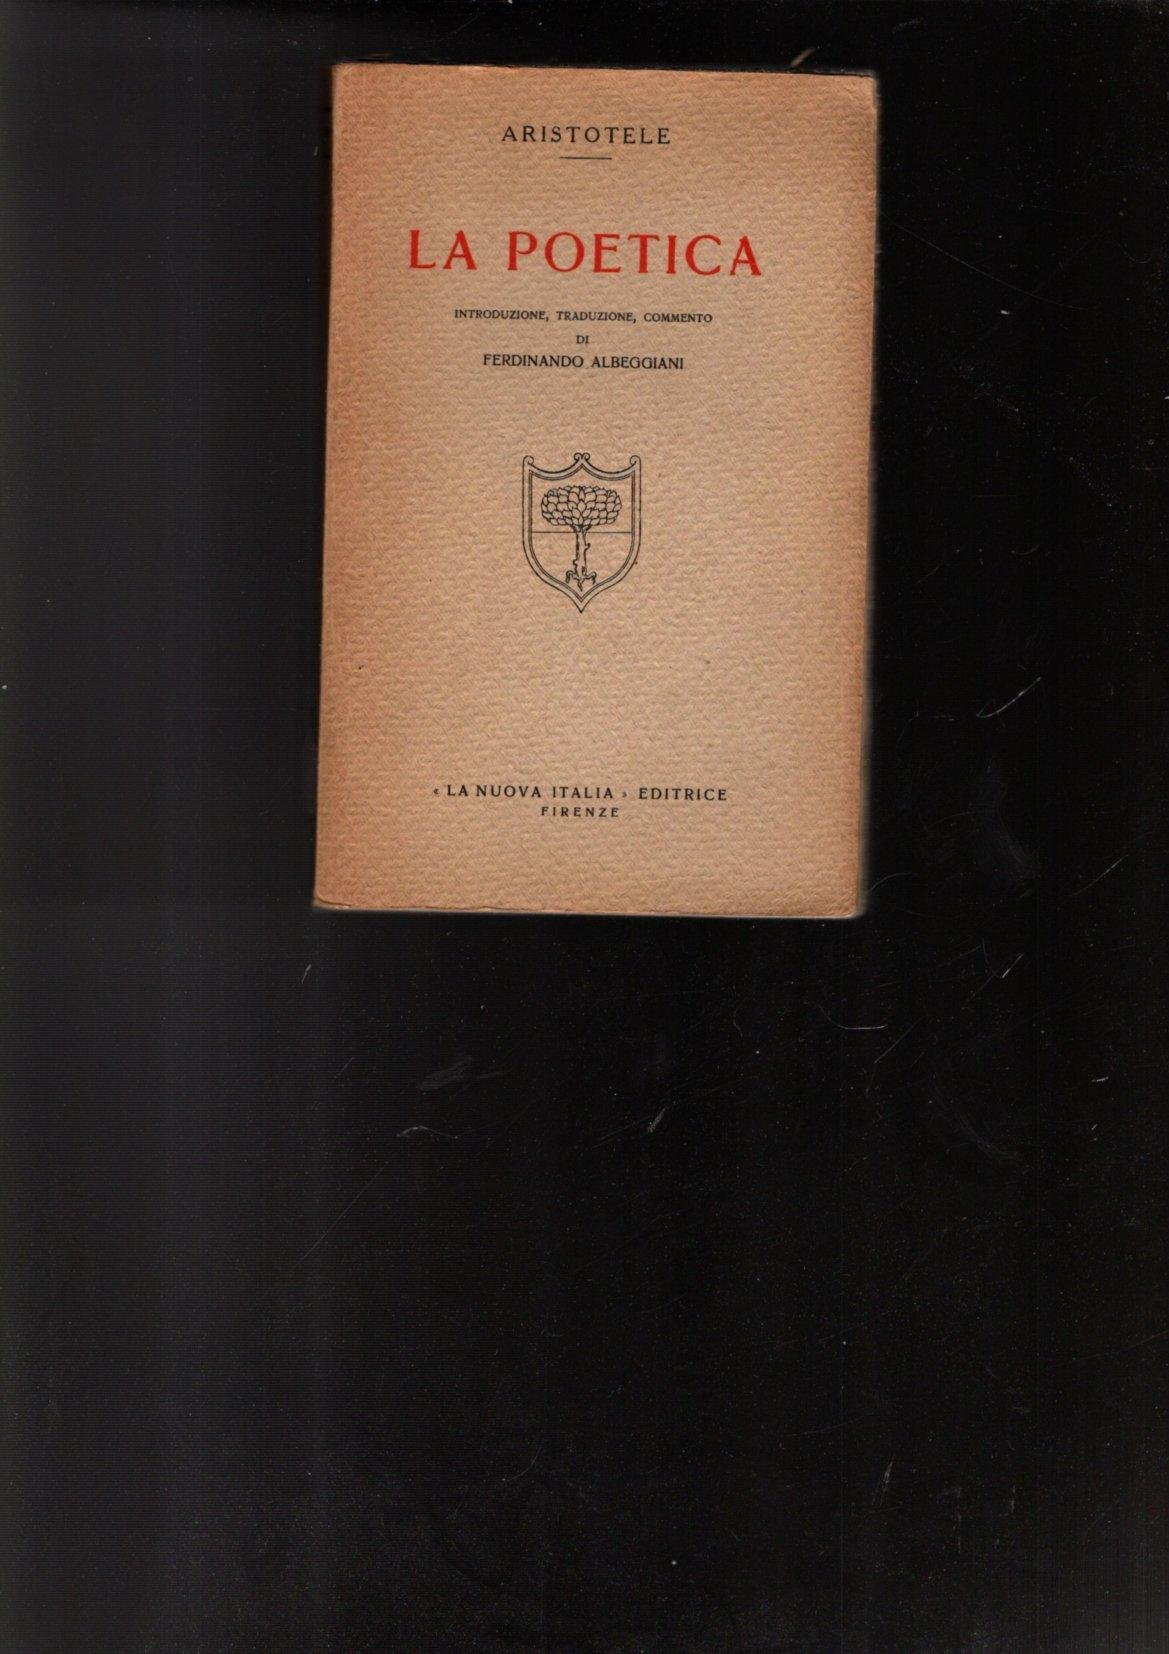 ARISTOTELE
LA POETICA
INTRODUZIONE, TRADUZIONE, COMMENTO
DI
FERDINANDO ALBEGGIANI
« LA NUOVA ITALIA » EDITRICE
FIRENZE